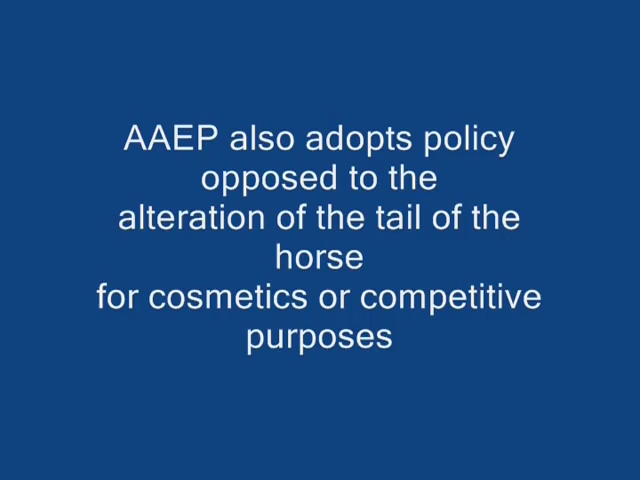 AAEP also adopts policy
opposed to the
alteration of the tail of the
horse
for cosmetics or competitive
purposes